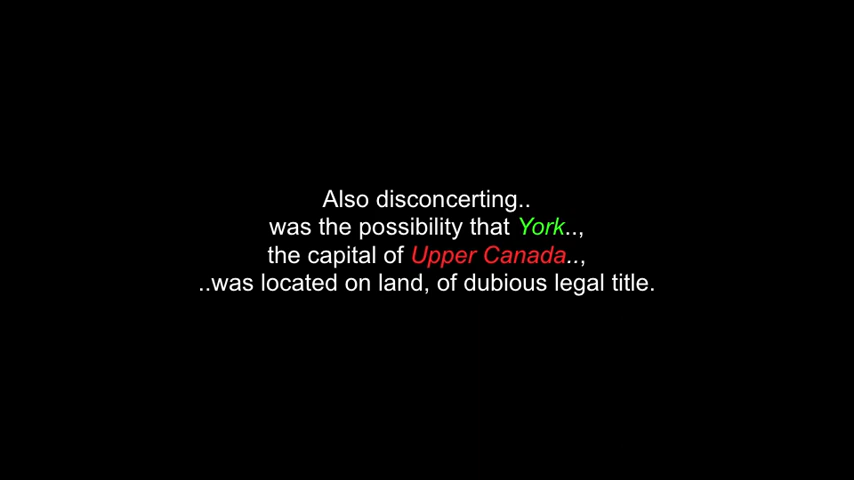 Also disconcerting..
was the possibility that York..,
the capital of Upper Canada..,
..was located on land, of dubious legal title.